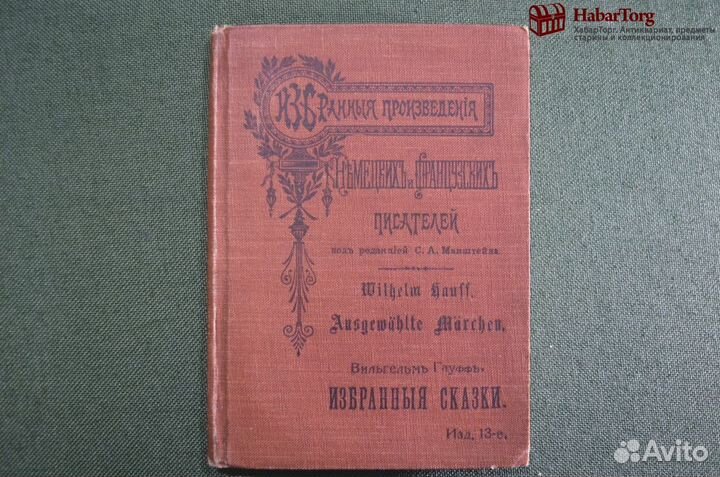 HabarTorg
ХабарТорг. Антиквариат, предметы
старины и коллекционирования
ИЗБРАННЫЯ ПРОИЗВЕДЕНІЯ
НѢМЕЦКИХЪ и ФРАНЦУЗСКИХЪ
ПИСАТЕЛЕЙ
подъ редакціей С. А. Манштейна.
Wilhelm Hauff.
Ausgewählte Märchen.
Вильгельмъ Гауффъ.
ИЗБРАННЫЯ СКАЗКИ.
Изд. 13-е.
Avito